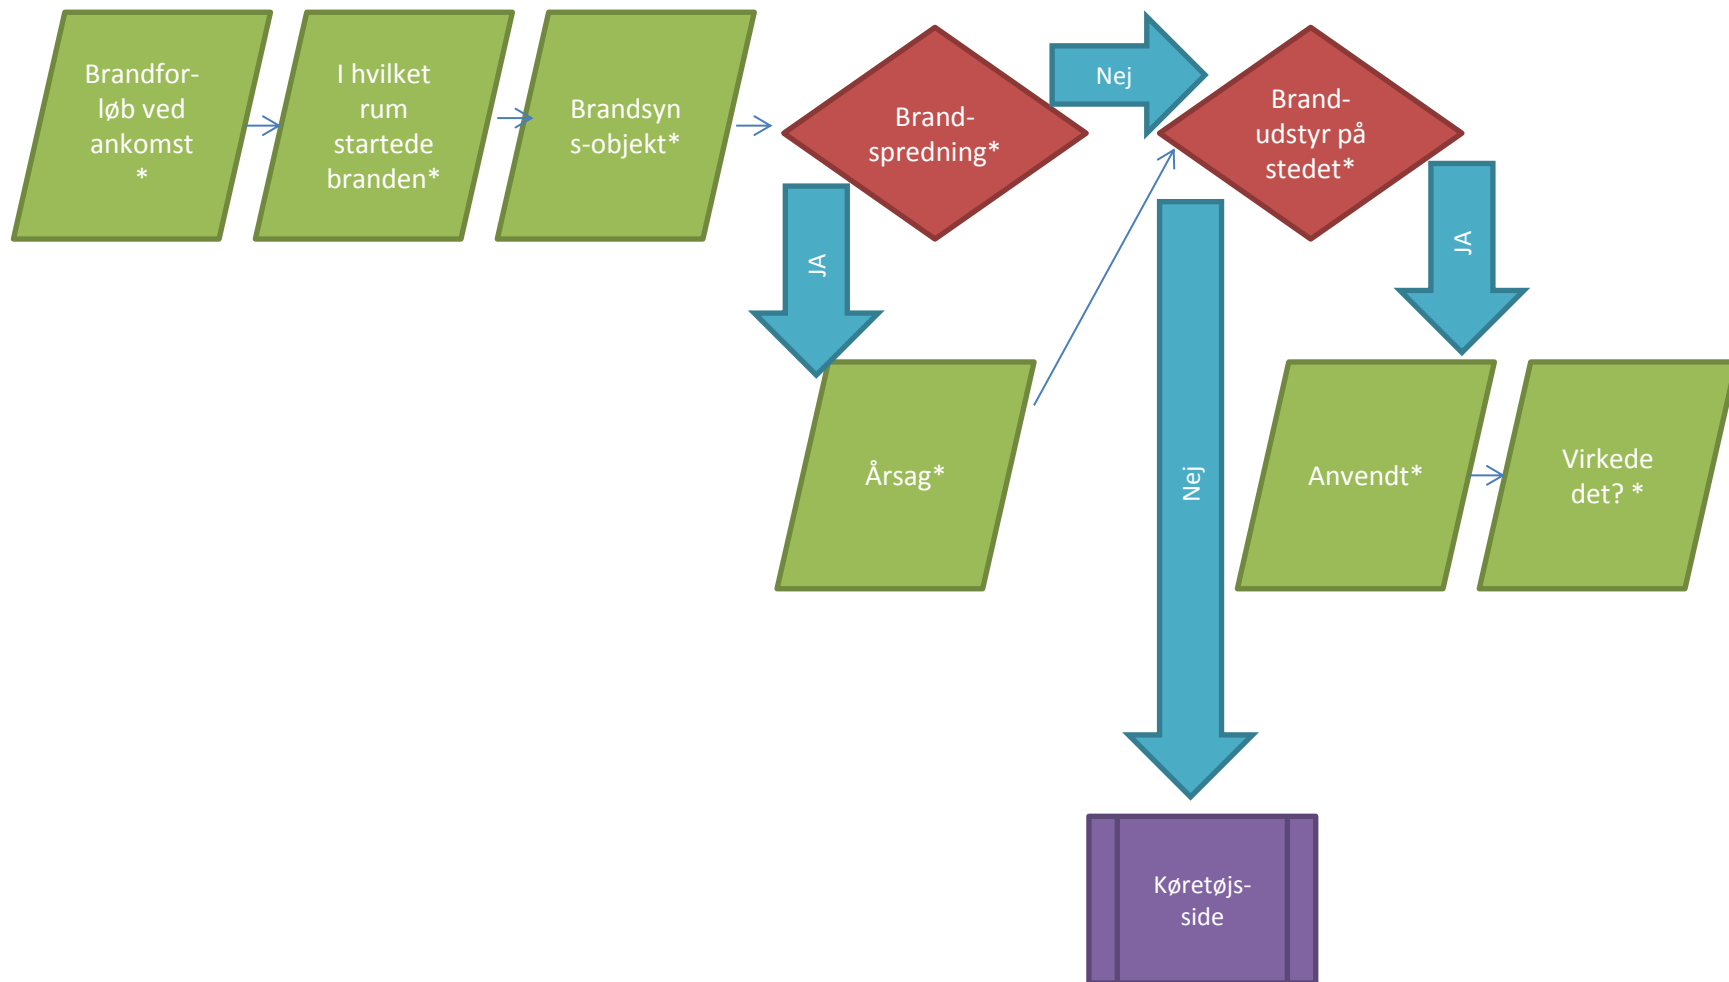 Brandfor-
løb ved
ankomst
*
I hvilket
rum
startede
branden*
Brandsyn
s-objekt*
Brand-
spredning*
Nej
Brand-
udstyr på
stedet*
JA
JA
Årsag*
Nej
Anvendt*
Virkede
det? *
Køretøjs-
side